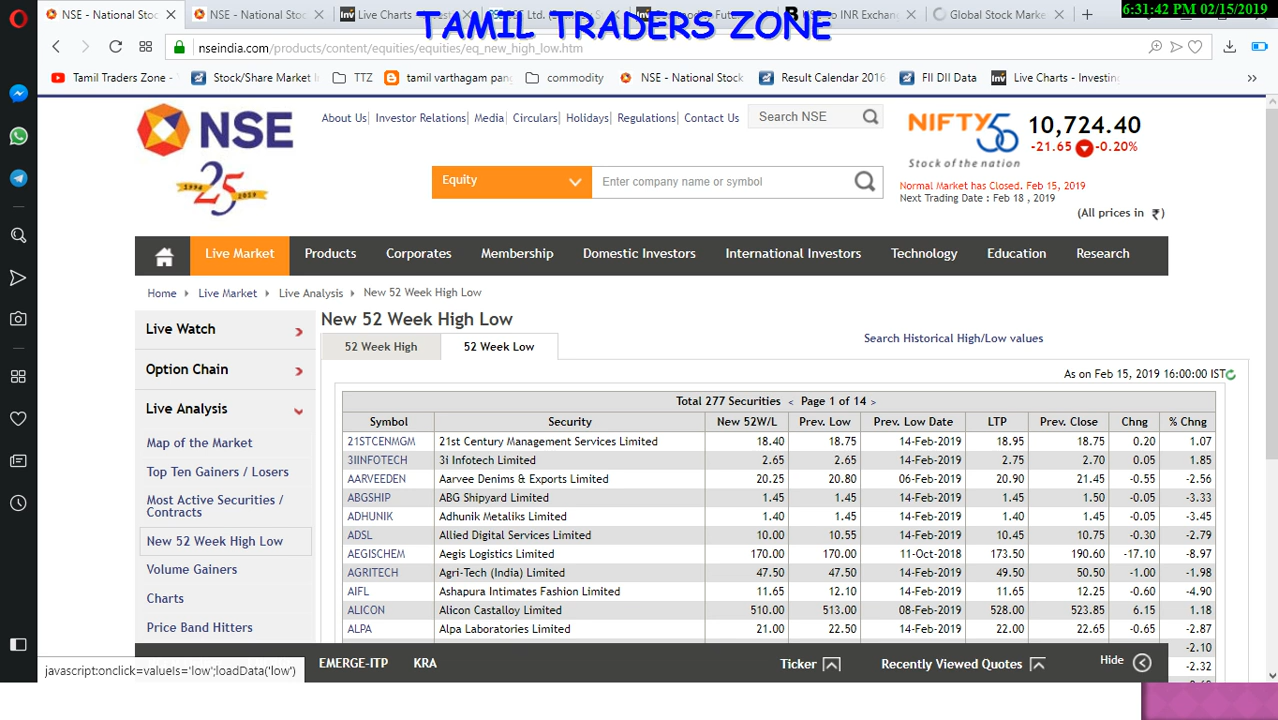 NSE - National Stoc
NSE - National Stoc
Live Charts
Ltd.
to INR Exchan
Global Stock Marke
6:31:42 PM 02/15/2019
TAMIL TRADERS ZONE
nseindia.com/products/content/equities/equities/eq_new_high_low.htm
Tamil Traders Zone -
Stock/Share Market I
TTZ
tamil varthagam pan
commodity
NSE - National Stock
Result Calendar 2016
FII DII Data
Live Charts - Investin
NSE
1994 25 2019
About Us| Investor Relations| Media| Circulars| Holidays| Regulations| Contact Us
Search NSE
Equity
Enter company name or symbol
NIFTY 50
Stock of the nation
10,724.40
-21.65 -0.20%
Normal Market has Closed. Feb 15, 2019
Next Trading Date : Feb 18 , 2019
(All prices in ₹)
Live Market Products Corporates Membership Domestic Investors International Investors Technology Education Research
Home Live Market Live Analysis New 52 Week High Low
Live Watch
Option Chain
Live Analysis
Map of the Market
Top Ten Gainers / Losers
Most Active Securities /
Contracts
New 52 Week High Low
Volume Gainers
Charts
Price Band Hitters
New 52 Week High Low
52 Week High 52 Week Low
Search Historical High/Low values
As on Feb 15, 2019 16:00:00 IST
Total 277 Securities < Page 1 of 14 >
Symbol Security New 52W/L Prev. Low Prev. Low Date LTP Prev. Close Chng % Chng
21STCENMGM 21st Century Management Services Limited 18.40 18.75 14-Feb-2019 18.95 18.75 0.20 1.07
3IINFOTECH 3i Infotech Limited 2.65 2.65 14-Feb-2019 2.75 2.70 0.05 1.85
AARVEEDEN Aarvee Denims & Exports Limited 20.25 20.80 06-Feb-2019 20.90 21.45 -0.55 -2.56
ABGSHIP ABG Shipyard Limited 1.45 1.45 14-Feb-2019 1.45 1.50 -0.05 -3.33
ADHUNIK Adhunik Metaliks Limited 1.40 1.45 14-Feb-2019 1.40 1.45 -0.05 -3.45
ADSL Allied Digital Services Limited 10.00 10.55 14-Feb-2019 10.45 10.75 -0.30 -2.79
AEGISCHEM Aegis Logistics Limited 170.00 170.00 11-Oct-2018 173.50 190.60 -17.10 -8.97
AGRITECH Agri-Tech (India) Limited 47.50 47.50 14-Feb-2019 49.50 50.50 -1.00 -1.98
AIFL Ashapura Intimates Fashion Limited 11.65 12.10 14-Feb-2019 11.65 12.25 -0.60 -4.90
ALICON Alicon Castalloy Limited 510.00 513.00 08-Feb-2019 528.00 523.85 6.15 1.18
ALPA Alpa Laboratories Limited 21.00 22.50 14-Feb-2019 22.00 22.65 -0.65 -2.87
-2.10
-2.32
EMERGE-ITP KRA Ticker Recently Viewed Quotes Hide
javascript:onclick=valueIs='low';loadData('low')